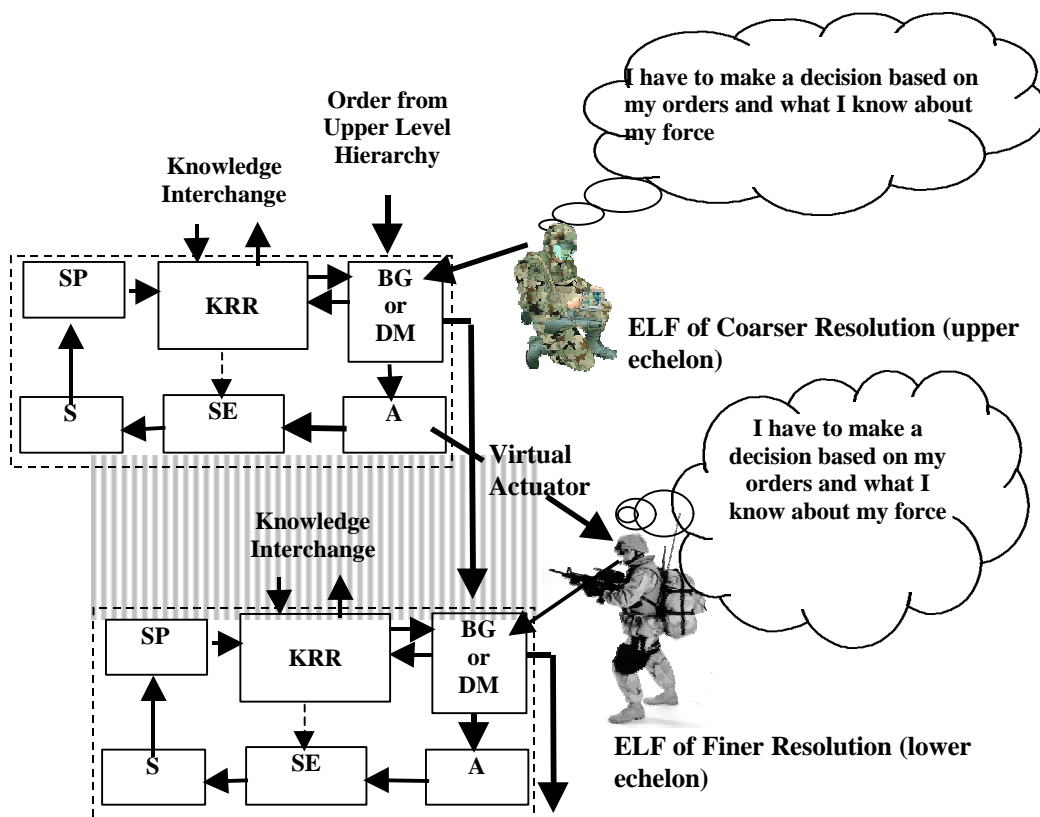 I have to make a decision based on
my orders and what I know about
my force
Order from
Upper Level
Hierarchy
Knowledge
Interchange
SP
KRR
BG
or
DM
ELF of Coarser Resolution (upper
echelon)
S
SE
A
I have to make a
decision based on my
orders and what I
know about my force
Virtual
Actuator
Knowledge
Interchange
SP
KRR
BG
or
DM
ELF of Finer Resolution (lower
echelon)
S
SE
A